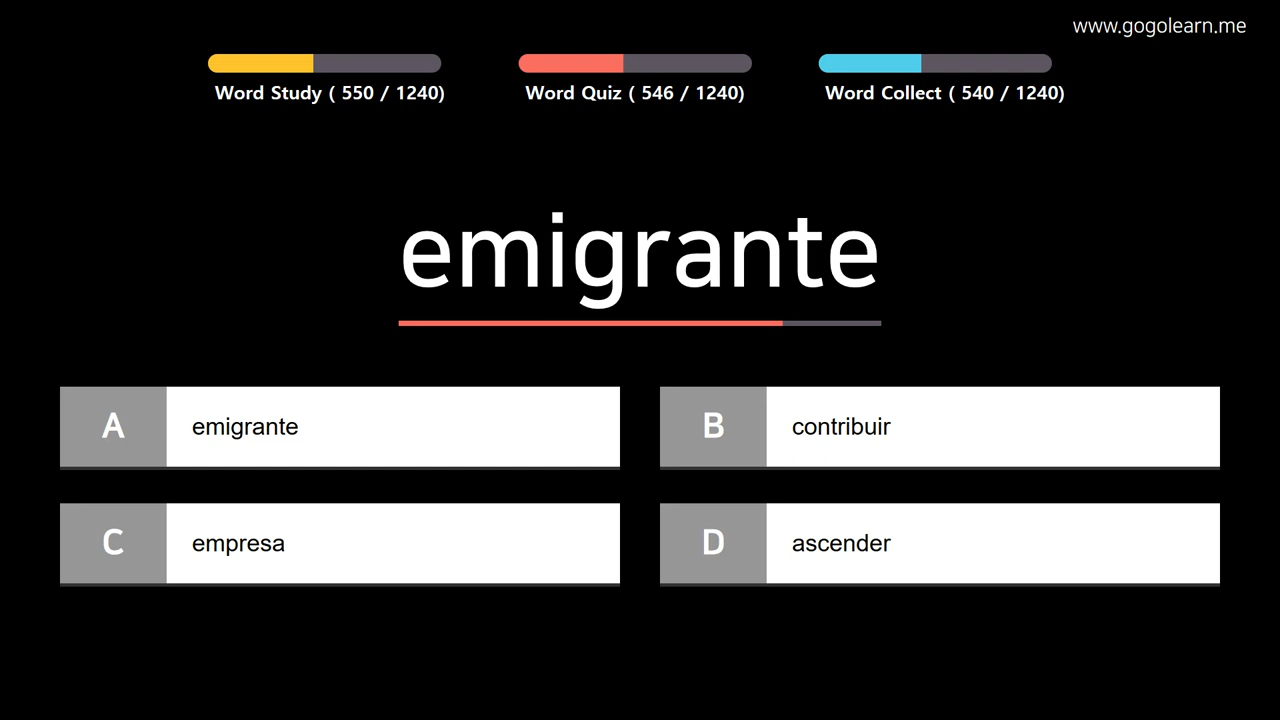 www.gogolearn.me
Word Study ( 550 / 1240)
Word Quiz ( 546 / 1240)
Word Collect ( 540 / 1240)
emigrante
A emigrante
B contribuir
C empresa
D ascender